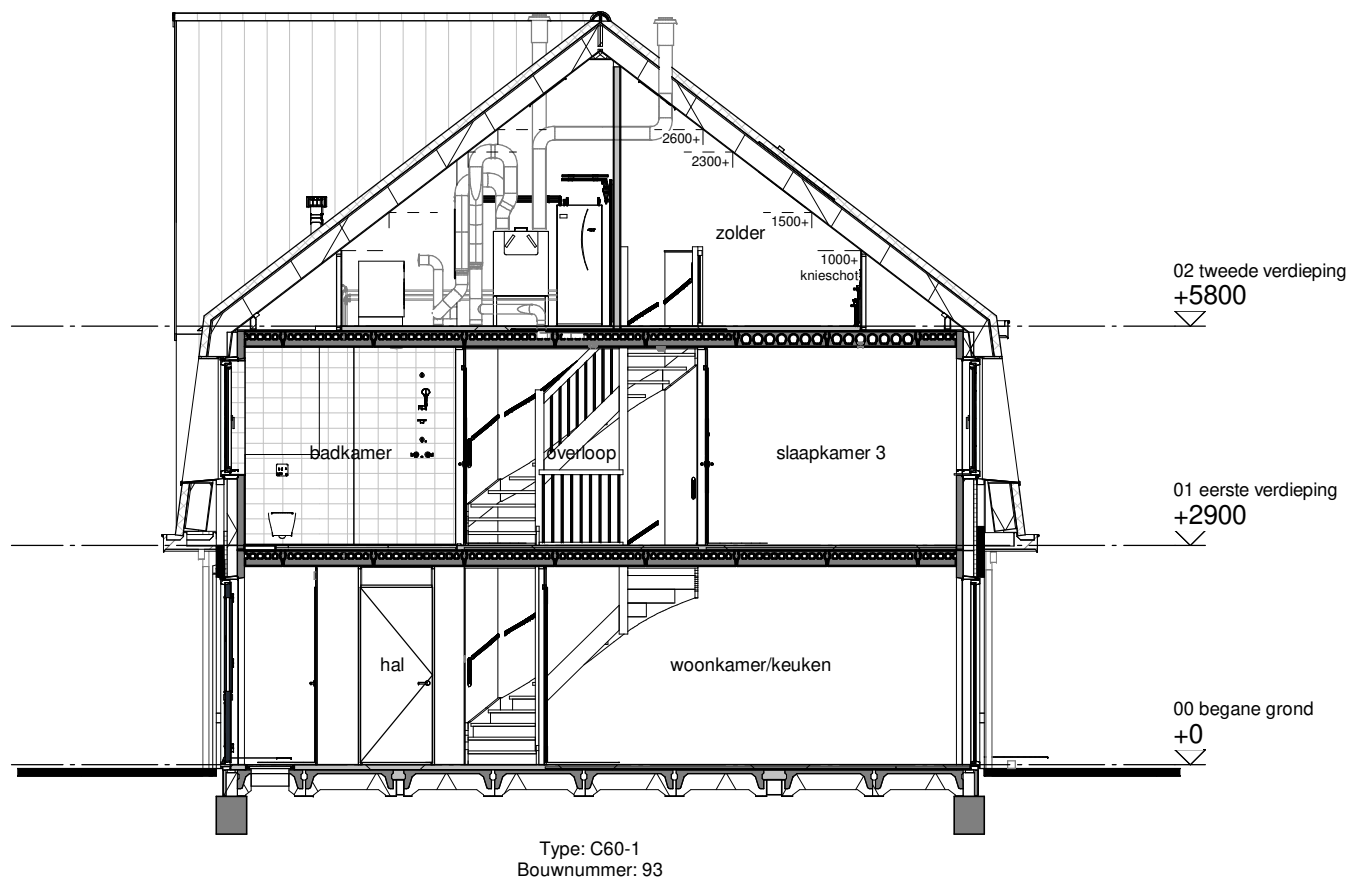 2600+
2300+
1500+
zolder
1000+
knieschot
02 tweede verdieping
+5800
badkamer
overloop
slaapkamer 3
01 eerste verdieping
+2900
hal
woonkamer/keuken
00 begane grond
+0
Type: C60-1
Bouwnummer: 93